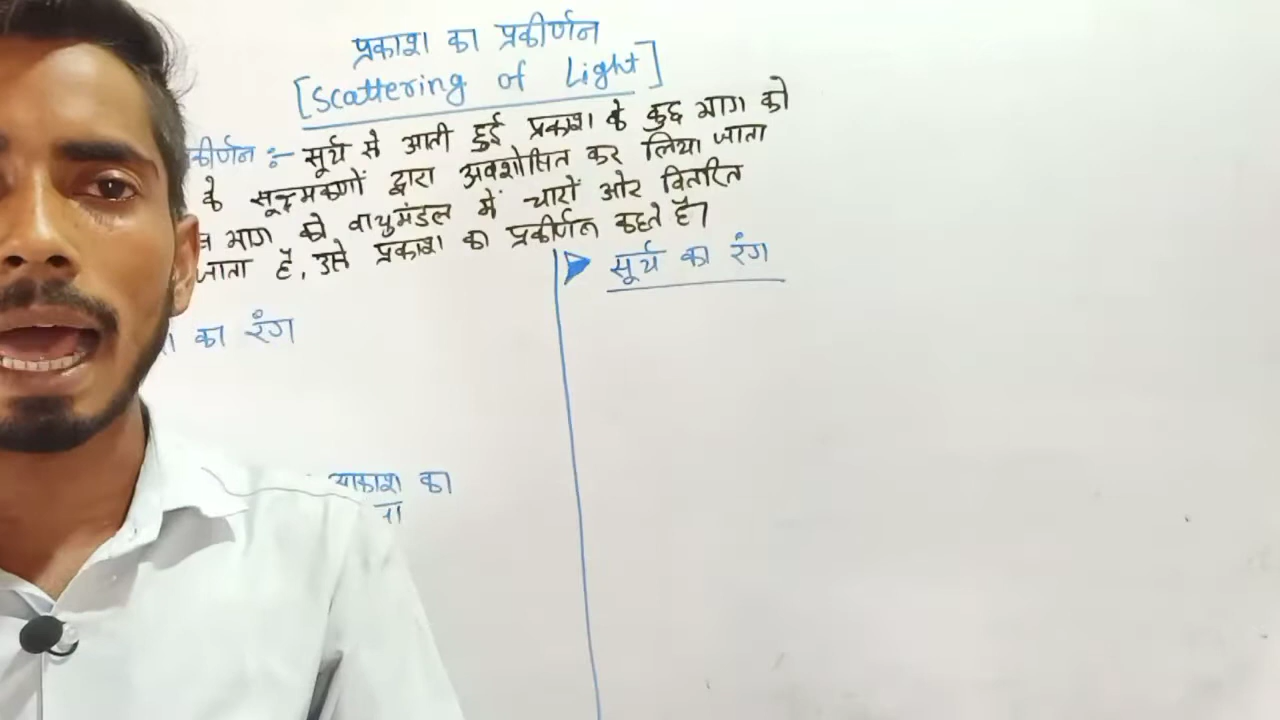 प्रकाश का प्रकीर्णन
[Scattering of Light]
कीर्णन :- सूर्य से आती हुई प्रकाश के कुछ भाग को
के सूक्ष्मकणों द्वारा अवशोषित कर लिया जाता
भाग को वायुमंडल में चारों ओर वितरित
जाता है, उसे प्रकाश का प्रकीर्णन कहते है।
सूर्य का रंग
का रंग
आकाश का